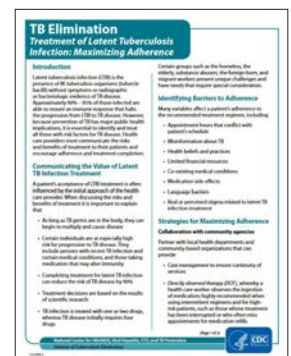 TB Elimination
Treatment of Latent Tuberculosis
Infection: Maximizing Adherence
Introduction
Latent tuberculosis infection (LTBI) is the
presence of M. tuberculosis organisms (tubercle
bacilli) without symptoms or radiographic
or bacteriologic evidence of TB disease.
Approximately 90% - 95% of those infected are
able to mount an immune response that halts
the progression from LTBI to TB disease. However,
because prevention of TB has major public health
implications, it is essential to identify and treat
all those with risk factors for TB disease. Health
care providers must communicate the risks
and benefits of treatment to their patients and
encourage adherence and treatment completion.
Communicating the Value of Latent
TB Infection Treatment
A patient's acceptance of LTBI treatment is often
influenced by the initial approach of the health
care provider. When discussing the risks and
benefits of treatment it is important to explain
that
• As long as TB germs are in the body, they can
begin to multiply and cause disease
• Certain individuals are at especially high
risk for progression to TB disease. They
include persons with recent TB infection and
certain medical conditions, and those taking
medication that may alter immunity
• Completing treatment for latent TB infection
can reduce the risk of TB disease by 90%
• Treatment decisions are based on the results
of scientific research
• TB infection is treated with one or two drugs,
whereas TB disease initially requires four
drugs
Certain groups such as the homeless, the
elderly, substance abusers, the foreign-born, and
migrant workers present unique challenges and
have needs that require special consideration.
Identifying Barriers to Adherence
Many variables affect a patient's adherence to
the recommended treatment regimen, including
• Appointment hours that conflict with
patient's schedule
• Misinformation about TB
• Health beliefs and practices
• Limited financial resources
• Co-existing medical conditions
• Medication side effects
• Language barriers
• Real or perceived stigma related to TB
infection treatment
Strategies for Maximizing Adherence
Collaboration with community agencies
Partner with local health departments and
community-based organizations that can
provide
• Case management to ensure continuity of
services
• Directly observed therapy (DOT), whereby a
health care worker observes the ingestion
of medication; highly recommended when
using intermittent regimens and for high-
risk patients, such as those whose treatment
has been interrupted or who often miss
appointments for medication refills
(Page 1 of 2)
National Center for HIV/AIDS, Viral Hepatitis, STD, and TB Prevention
Division of Tuberculosis Elimination
CDC